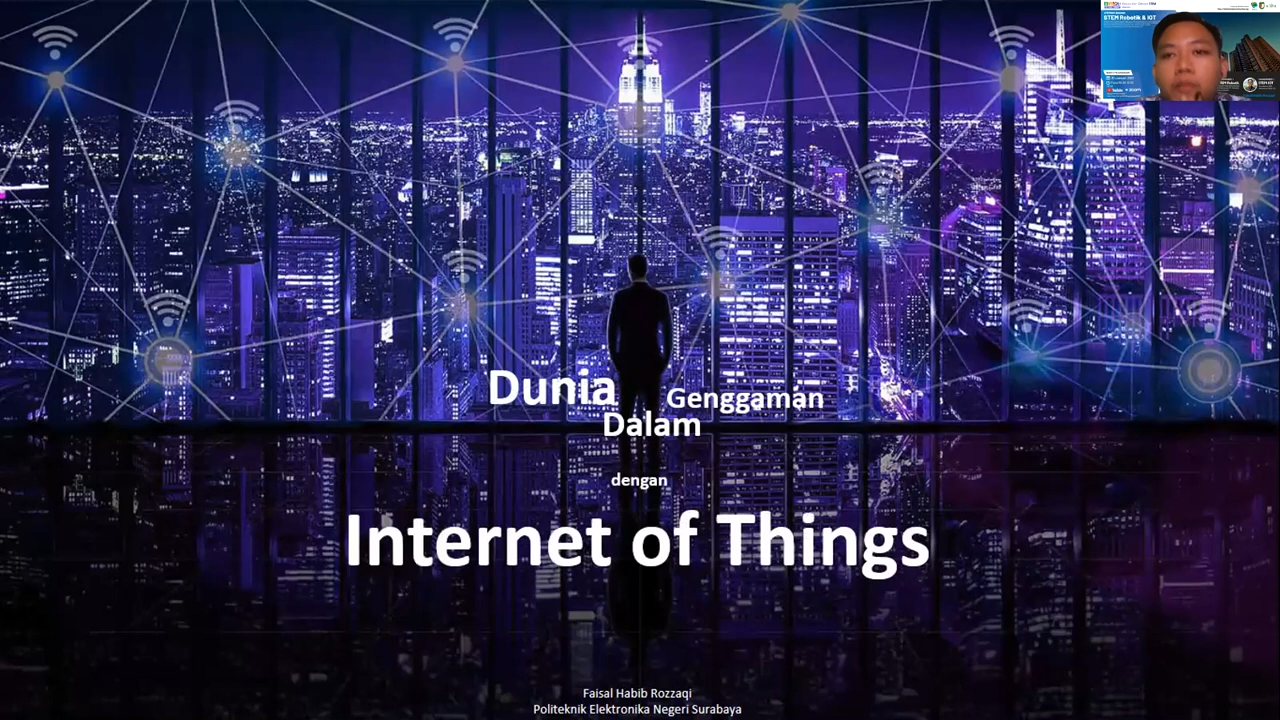 STEM Robotik & IOT
Dunia
Genggaman
Dalam
dengan
Internet of Things
Faisal Habib Rozzaqi
Politeknik Elektronika Negeri Surabaya